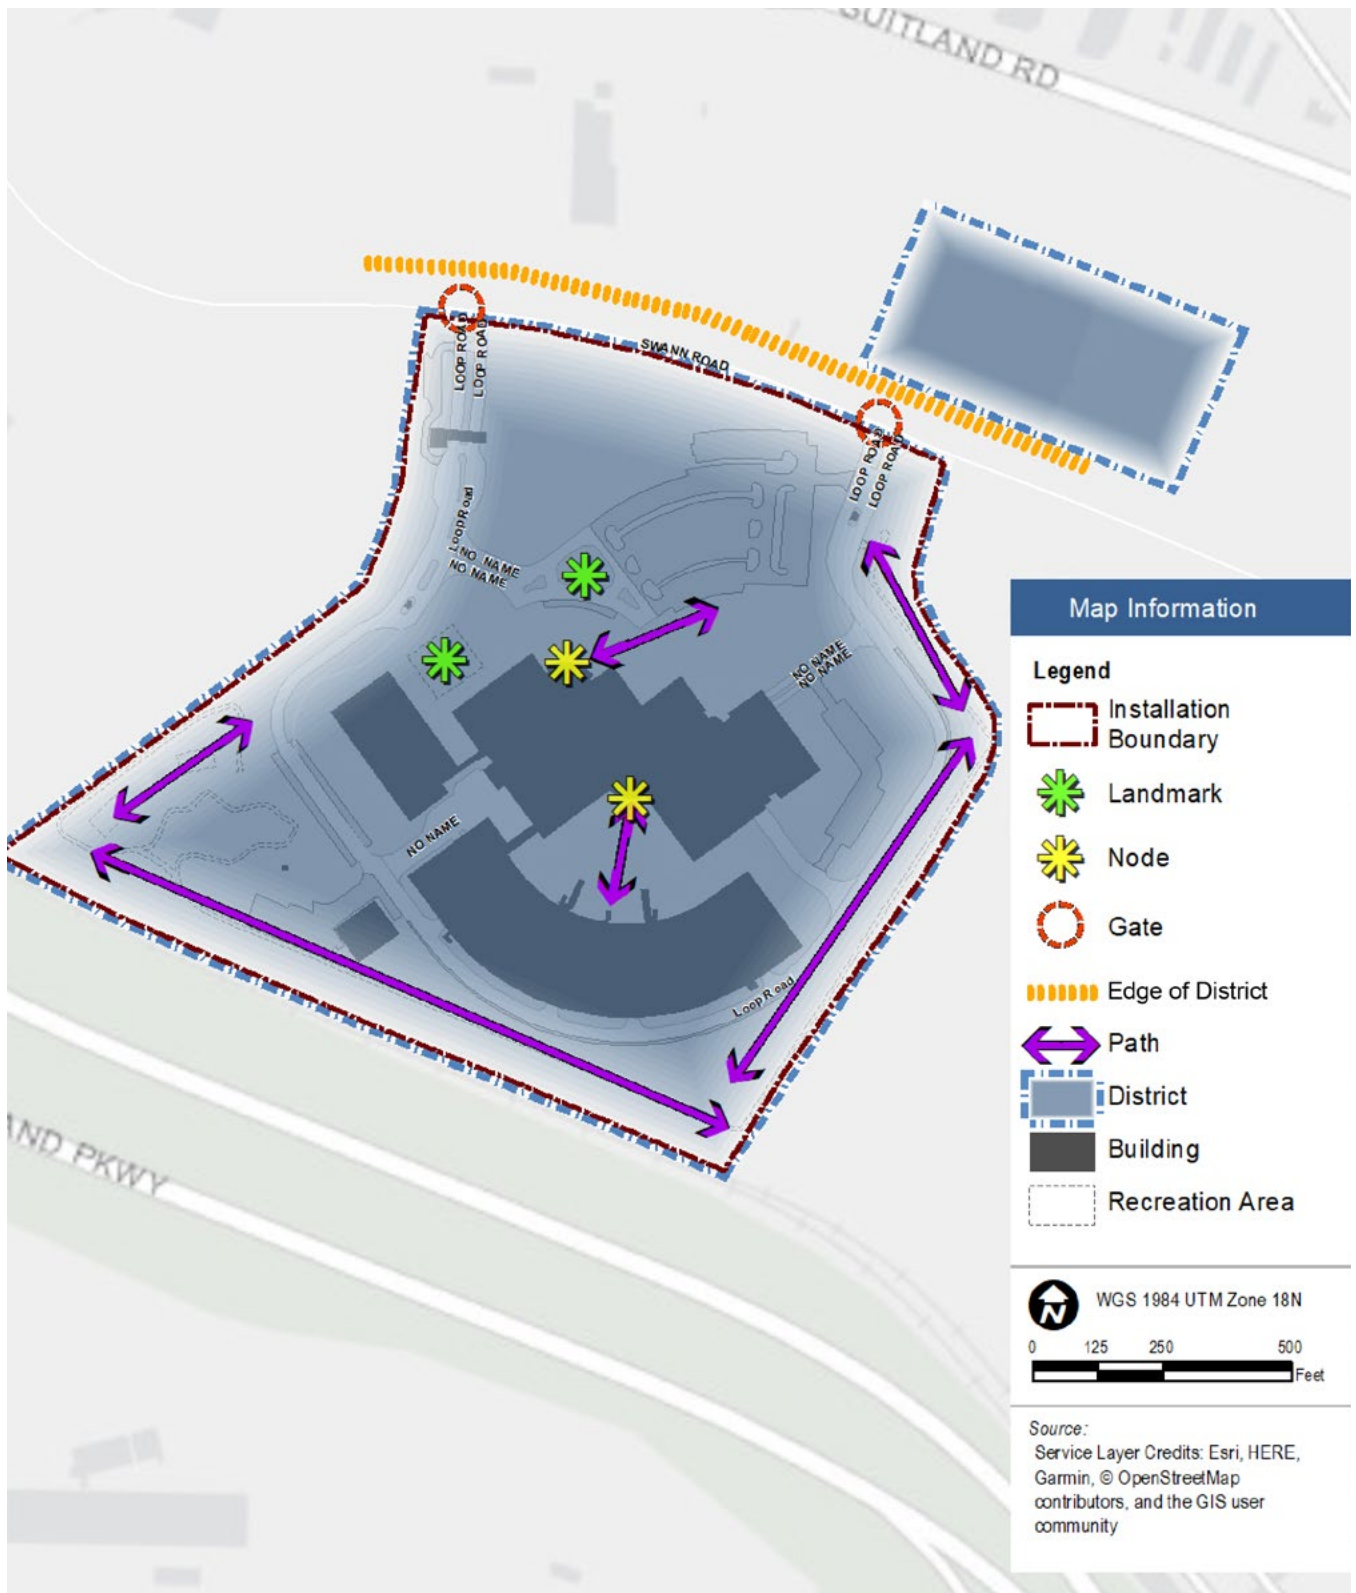 SUITLAND RD
SWANN ROAD
LOOP ROAD
LOOP ROAD
LOOP ROAD
LOOP ROAD
Loop Road
NO NAME
NO NAME
NO NAME
NO NAME
NO NAME
Loop Road
AND PKWY
Map Information
Legend
Installation
Boundary
Landmark
Node
Gate
Edge of District
Path
District
Building
Recreation Area
N
WGS 1984 UTM Zone 18N
0 125 250 500
Feet
Source:
Service Layer Credits: Esri, HERE,
Garmin, © OpenStreetMap
contributors, and the GIS user
community